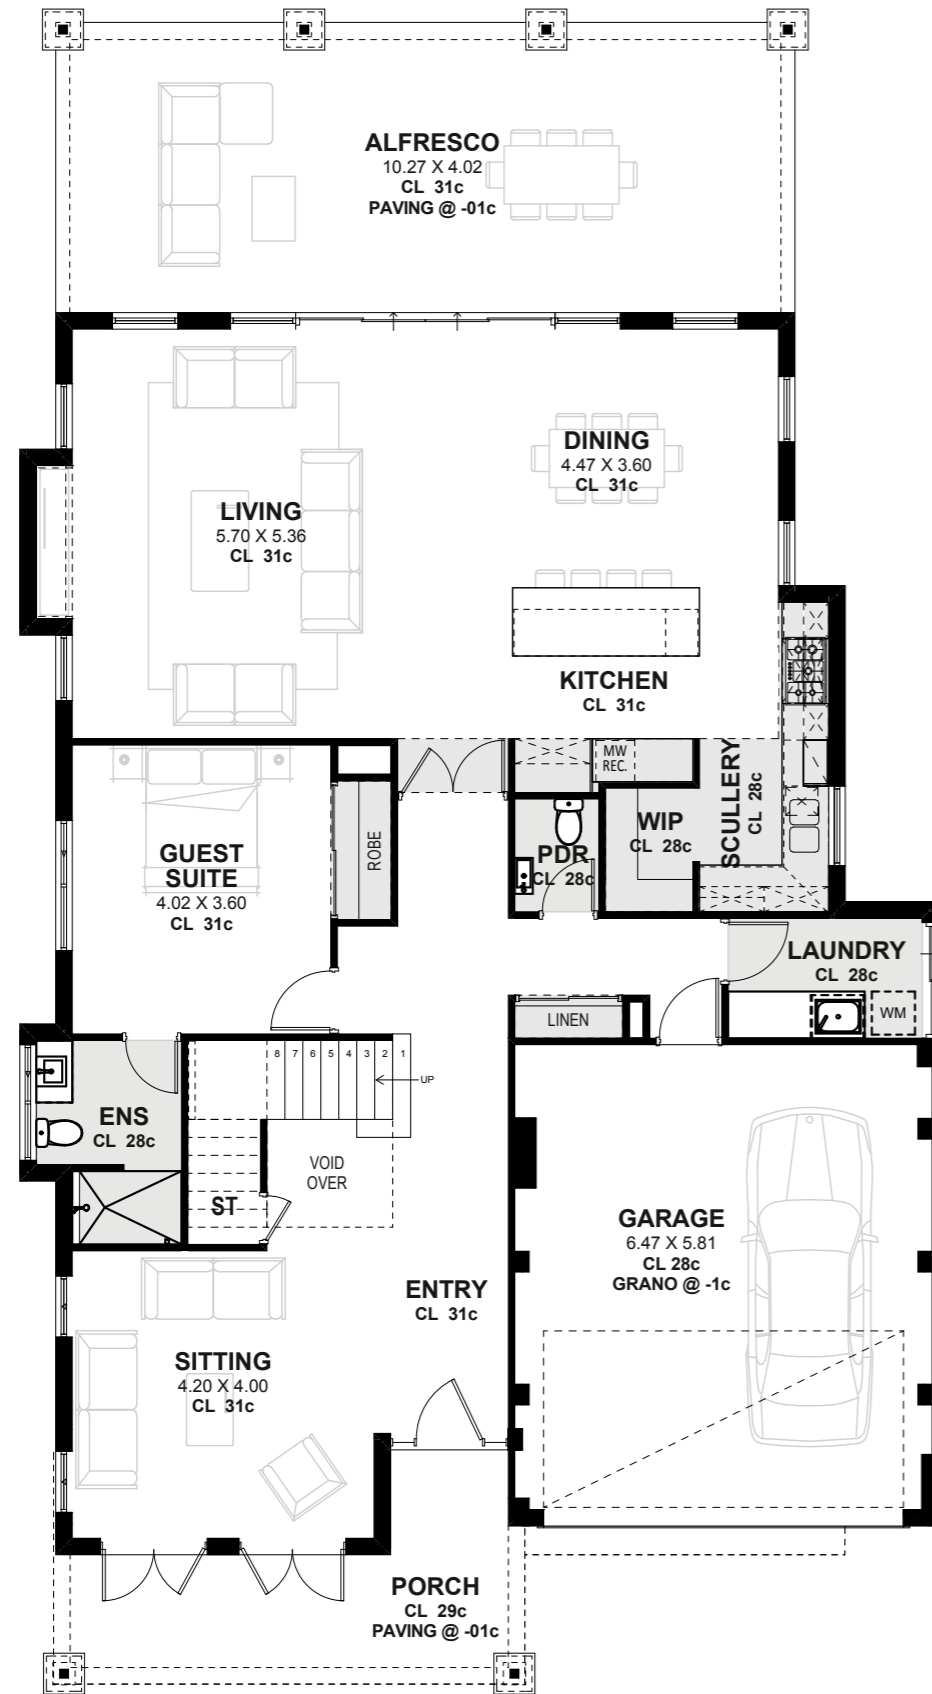 ALFRESCO
10.27 X 4.02
CL 31c
PAVING @ -01c
DINING
4.47 X 3.60
CL 31c
LIVING
5.70 X 5.36
CL 31c
KITCHEN
CL 31c
MW
REC.
SCULLERY
CL 28c
WIP
CL 28c
PDR
CL 28c
ROBE
GUEST
SUITE
4.02 X 3.60
CL 31c
LAUNDRY
CL 28c
WM
LINEN
8 7 6 5 4 3 2 1
UP
ENS
CL 28c
VOID
OVER
ST
GARAGE
6.47 X 5.81
CL 28c
GRANO @ -1c
ENTRY
CL 31c
SITTING
4.20 X 4.00
CL 31c
PORCH
CL 29c
PAVING @ -01c